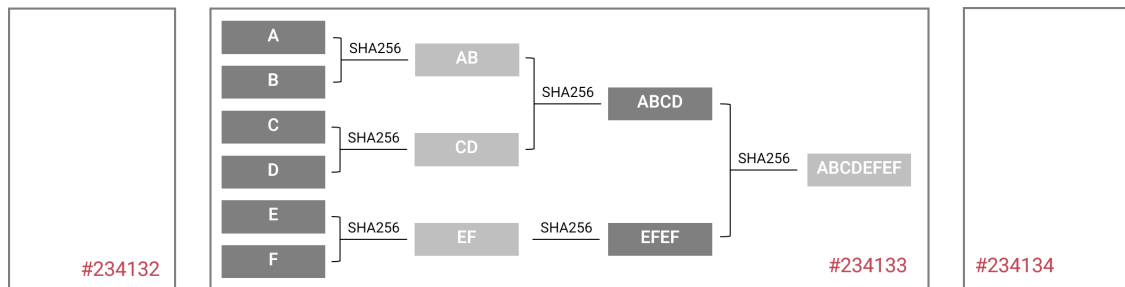 A
B
C
D
E
F
SHA256
SHA256
SHA256
AB
CD
EF
SHA256
SHA256
ABCD
EFEF
SHA256
ABCDEFEF
#234132
#234133
#234134